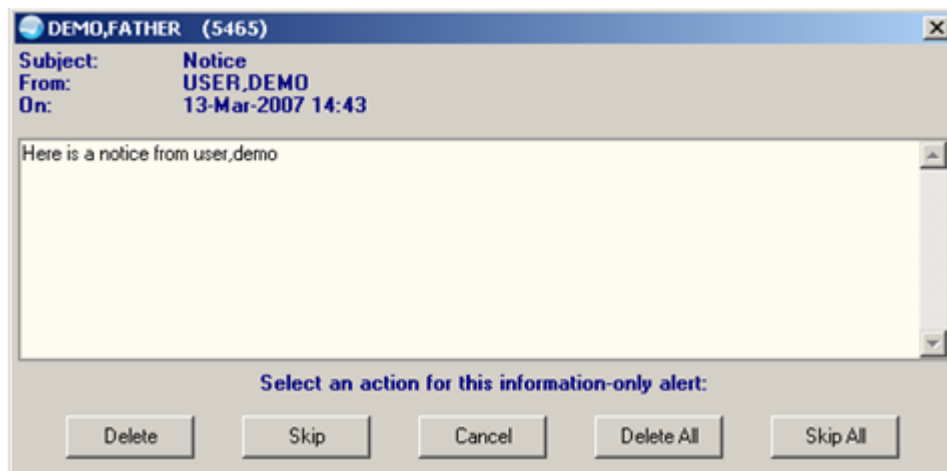 DEMO,FATHER (5465)
Subject: Notice
From: USER,DEMO
On: 13-Mar-2007 14:43
Here is a notice from user,demo
Select an action for this information-only alert:
Delete Skip Cancel Delete All Skip All